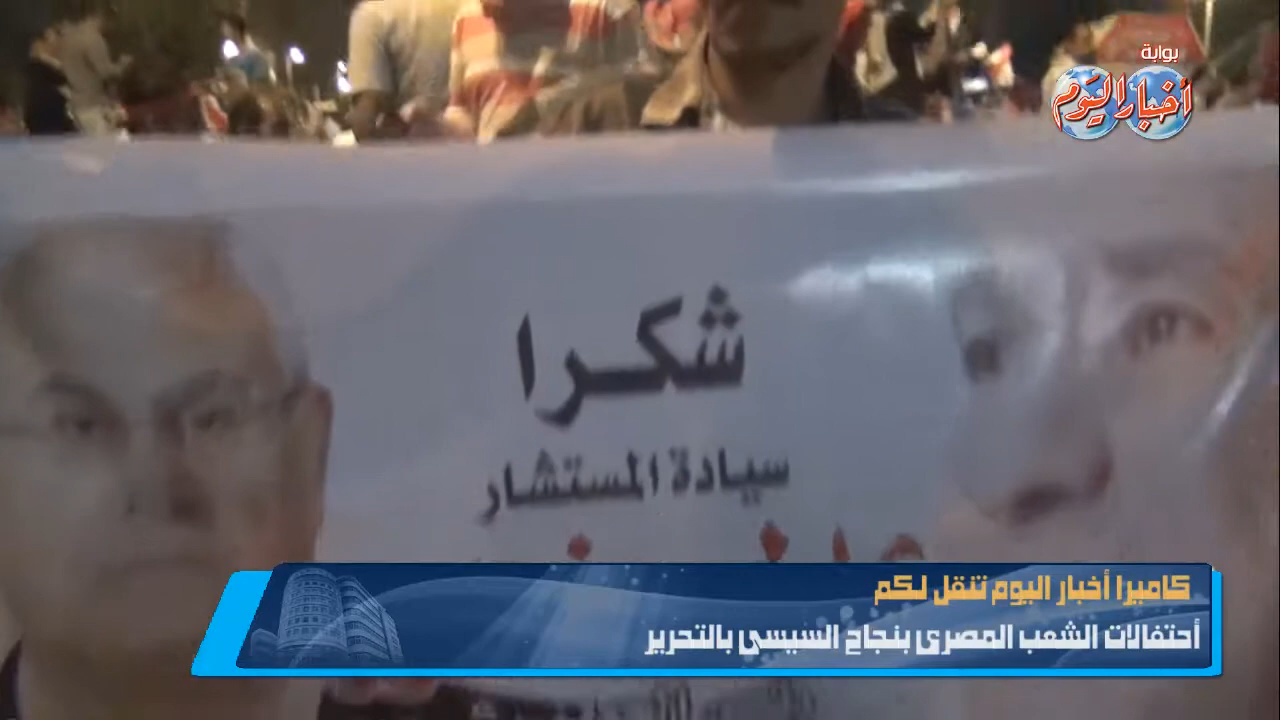 بوابة
أخبار اليوم
شكرا
سيادة المستشار
كاميرا أخبار اليوم تنقل لكم
أحتفالات الشعب المصرى بنجاح السيسى بالتحرير